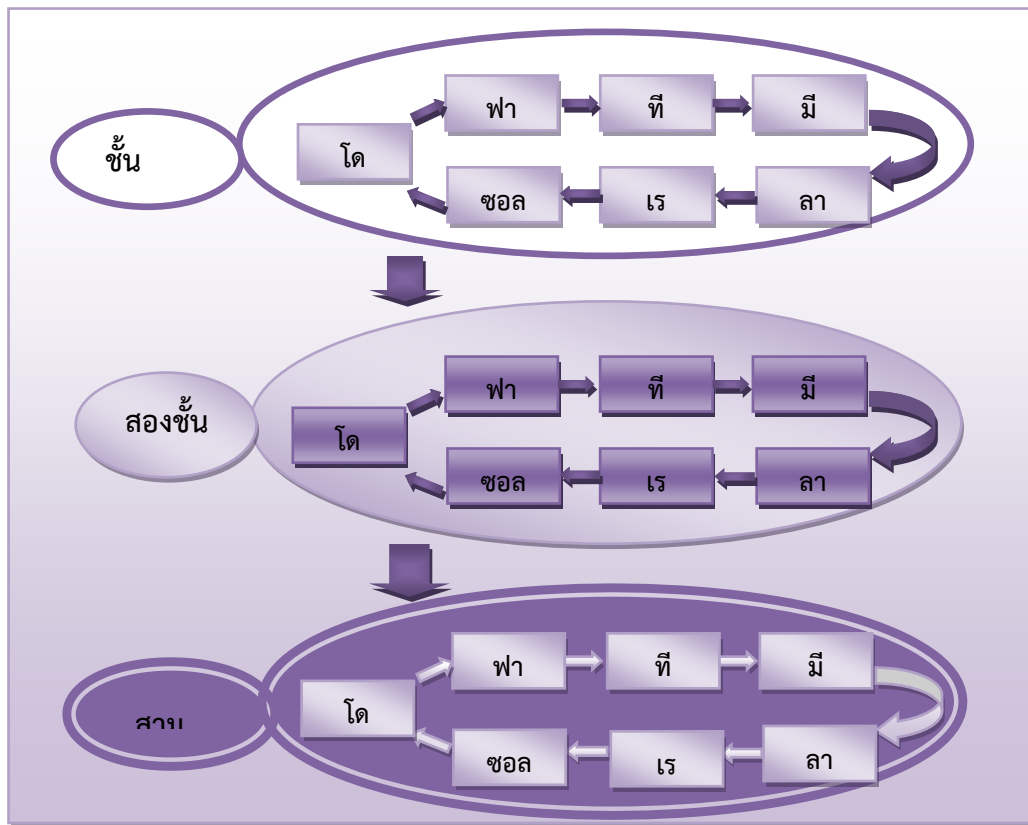 ชั้น
โด
ฟา
ที
มี
ลา
เร
ซอล
สองชั้น
โด
ฟา
ที
มี
ลา
เร
ซอล
โด
ฟา
ที
มี
ลา
เร
ซอล